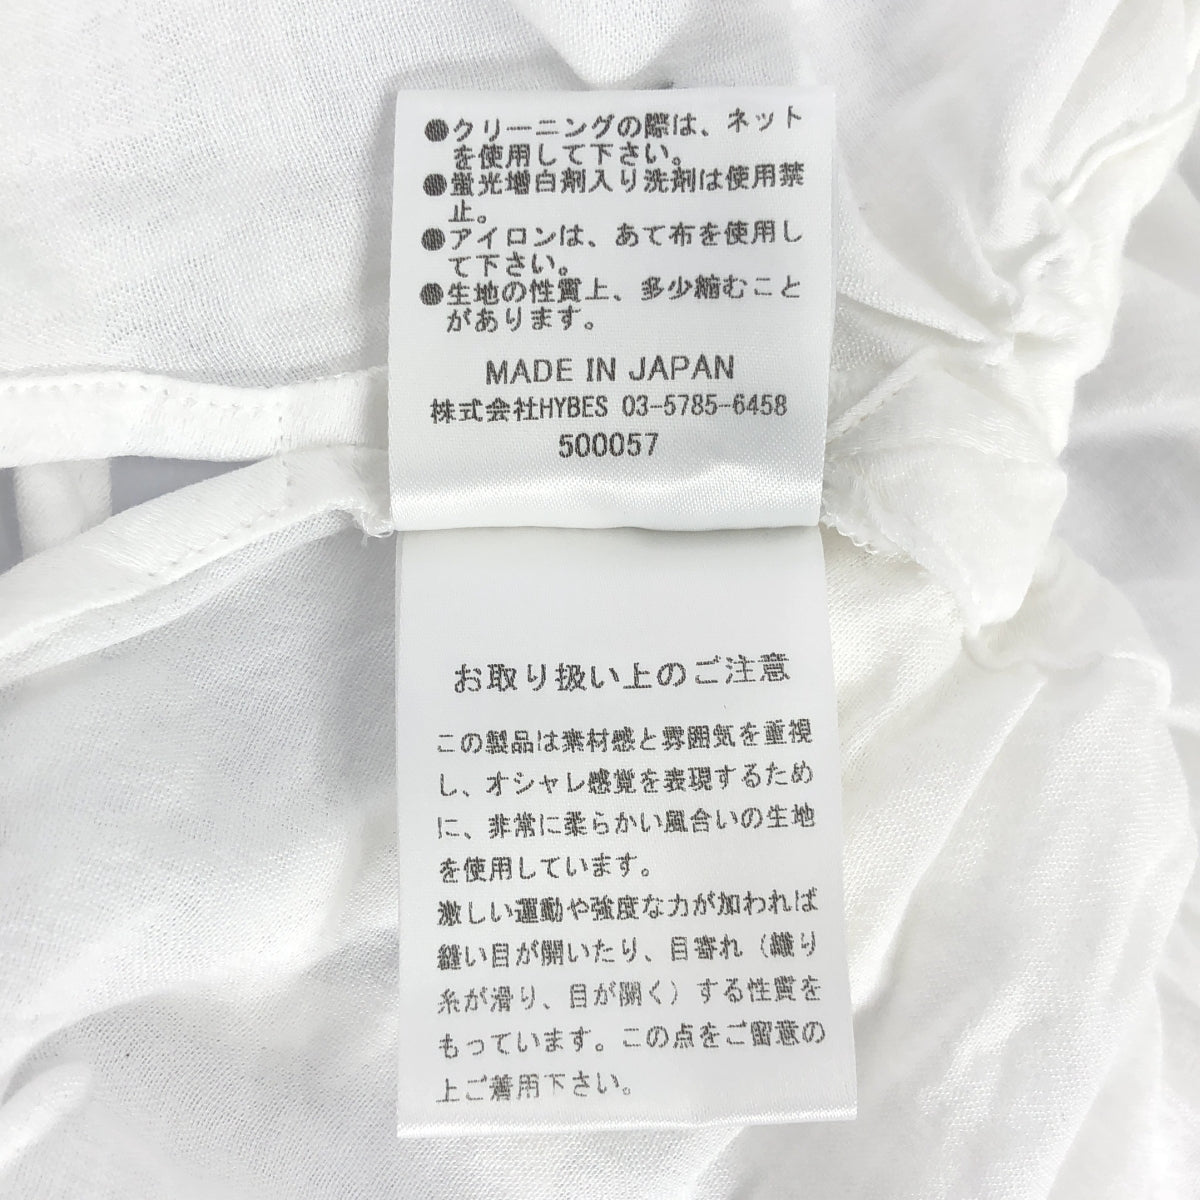 ●クリーニングの際は、ネット
を使用して下さい。
●蛍光増白剤入り洗剤は使用禁
止。
●アイロンは、あて布を使用し
て下さい。
●生地の性質上、多少縮むこと
があります。
MADE IN JAPAN
株式会社HYBES 03-5785-6458
500057
お取り扱い上のご注意
この製品は素材感と雰囲気を重視
し、オシャレ感覚を表現するため
に、非常に柔らかい風合いの生地
を使用しています。
激しい運動や強度な力が加われば
縫い目が開いたり、目寄れ（織り
糸が滑り、目が開く）する性質を
もっています。この点をご留意の
上ご着用下さい。